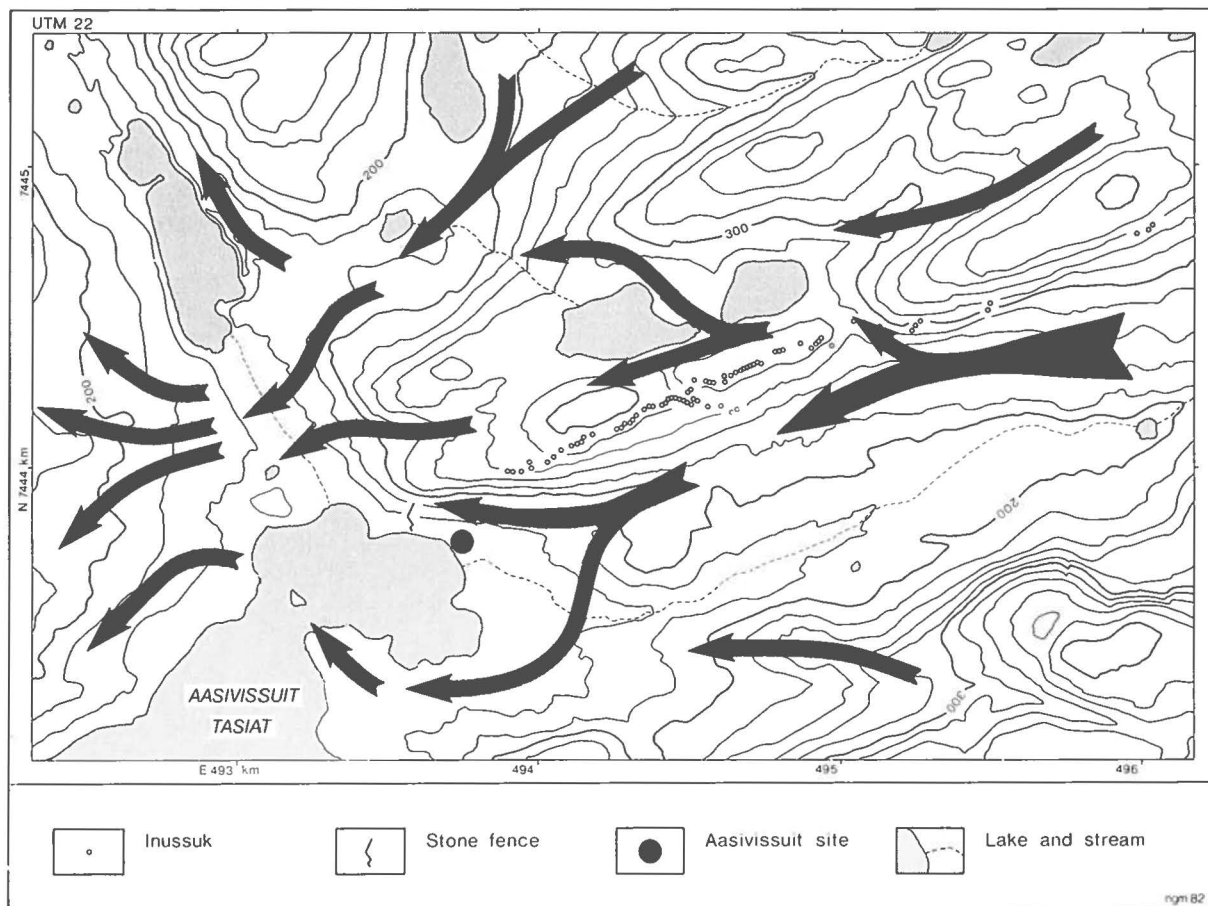 UTM 22
200
7445
300
200
N 7444 km
200
AASIVISSUIT
TASIAT
300
E 493 km
494
495
496
Inussuk
Stone fence
Aasivissuit site
Lake and stream
ngm 82